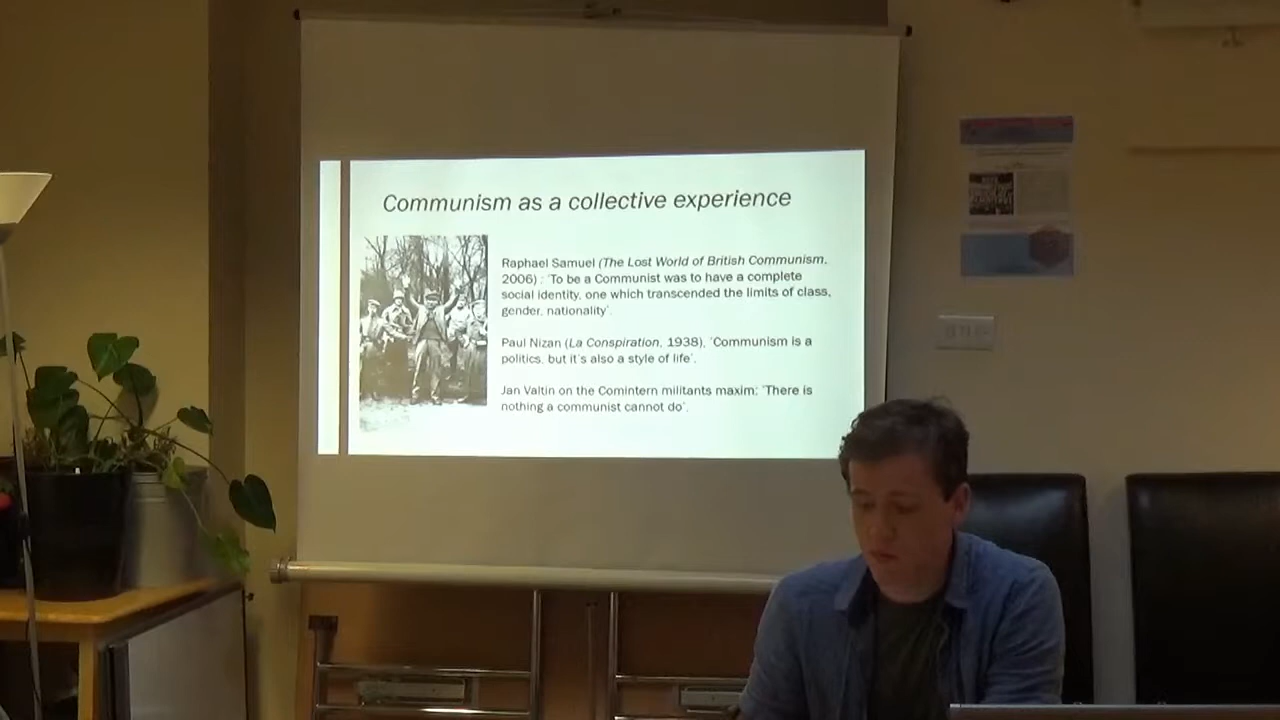 Communism as a collective experience
Raphael Samuel (The Lost World of British Communism,
2006) : 'To be a Communist was to have a complete
social identity, one which transcended the limits of class,
gender, nationality'.
Paul Nizan (La Conspiration, 1938), 'Communism is a
politics, but it's also a style of life'.
Jan Valtin on the Comintern militants maxim: 'There is
nothing a communist cannot do'.